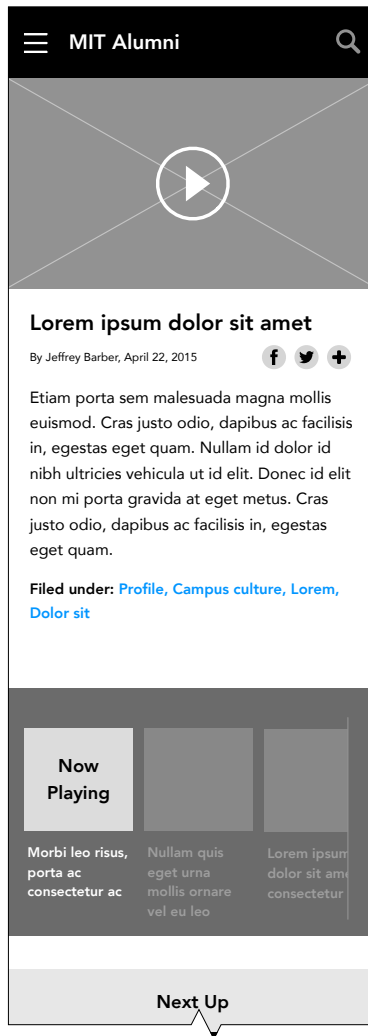 MIT Alumni
Lorem ipsum dolor sit amet
By Jeffrey Barber, April 22, 2015
Etiam porta sem malesuada magna mollis
euismod. Cras justo odio, dapibus ac facilisis
in, egestas eget quam. Nullam id dolor id
nibh ultricies vehicula ut id elit. Donec id elit
non mi porta gravida at eget metus. Cras
justo odio, dapibus ac facilisis in, egestas
eget quam.
Filed under: Profile, Campus culture, Lorem,
Dolor sit
Now
Playing
Morbi leo risus,
porta ac
consectetur ac
Nullam quis
eget urna
mollis ornare
vel eu leo
Lorem ipsum
dolor sit ame
consectetur
Next Up